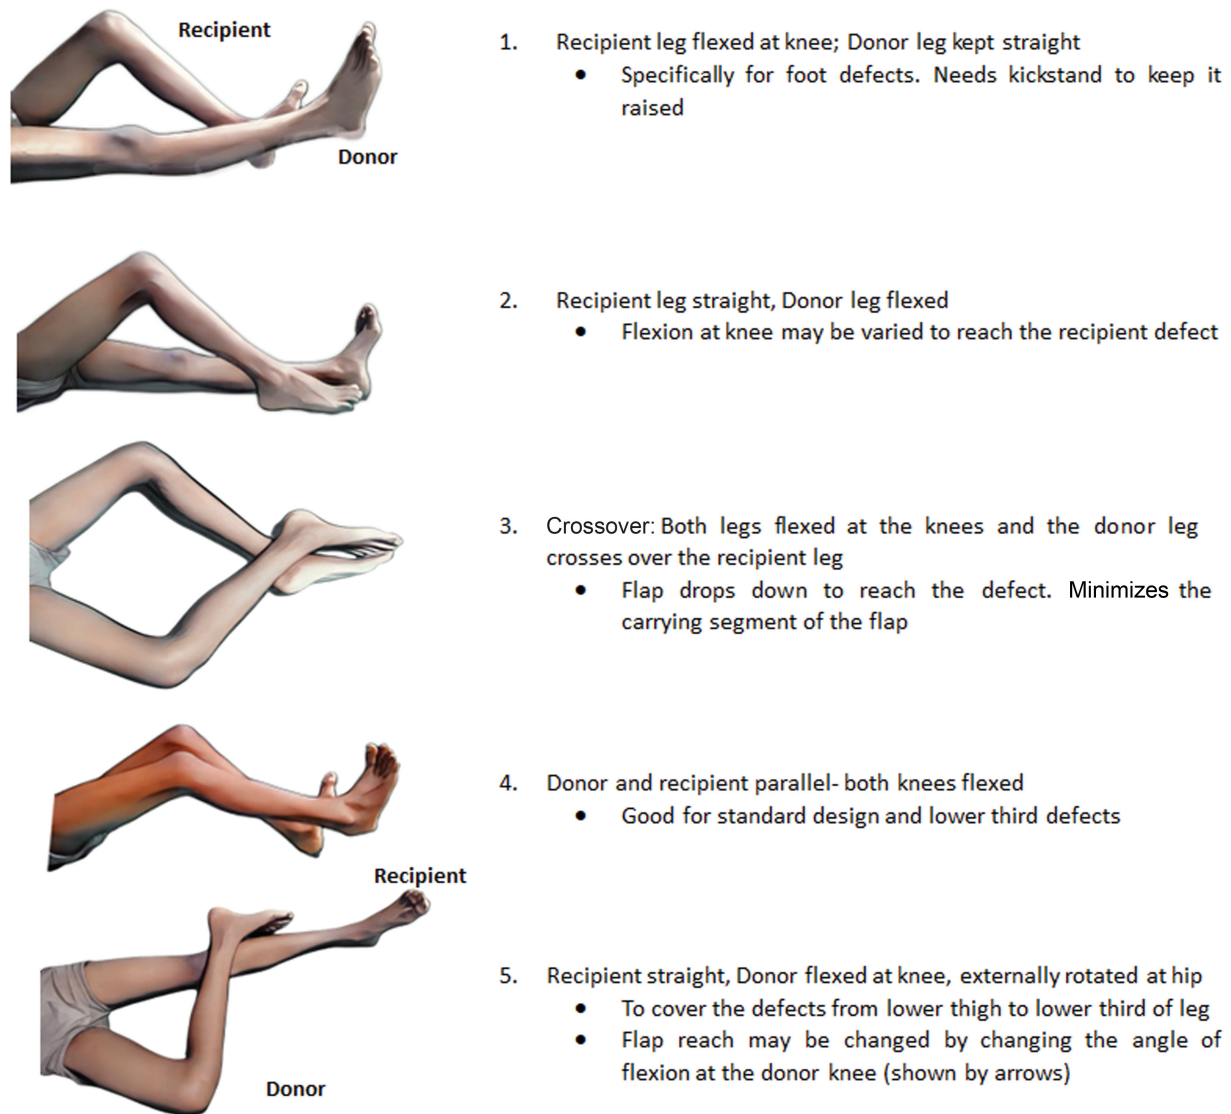 Recipient
Donor
1. Recipient leg flexed at knee; Donor leg kept straight
• Specifically for foot defects. Needs kickstand to keep it
raised
2. Recipient leg straight, Donor leg flexed
• Flexion at knee may be varied to reach the recipient defect
3. Crossover: Both legs flexed at the knees and the donor leg
crosses over the recipient leg
• Flap drops down to reach the defect. Minimizes the
carrying segment of the flap
4. Donor and recipient parallel- both knees flexed
• Good for standard design and lower third defects
Recipient
Donor
5. Recipient straight, Donor flexed at knee, externally rotated at hip
• To cover the defects from lower thigh to lower third of leg
• Flap reach may be changed by changing the angle of
flexion at the donor knee (shown by arrows)